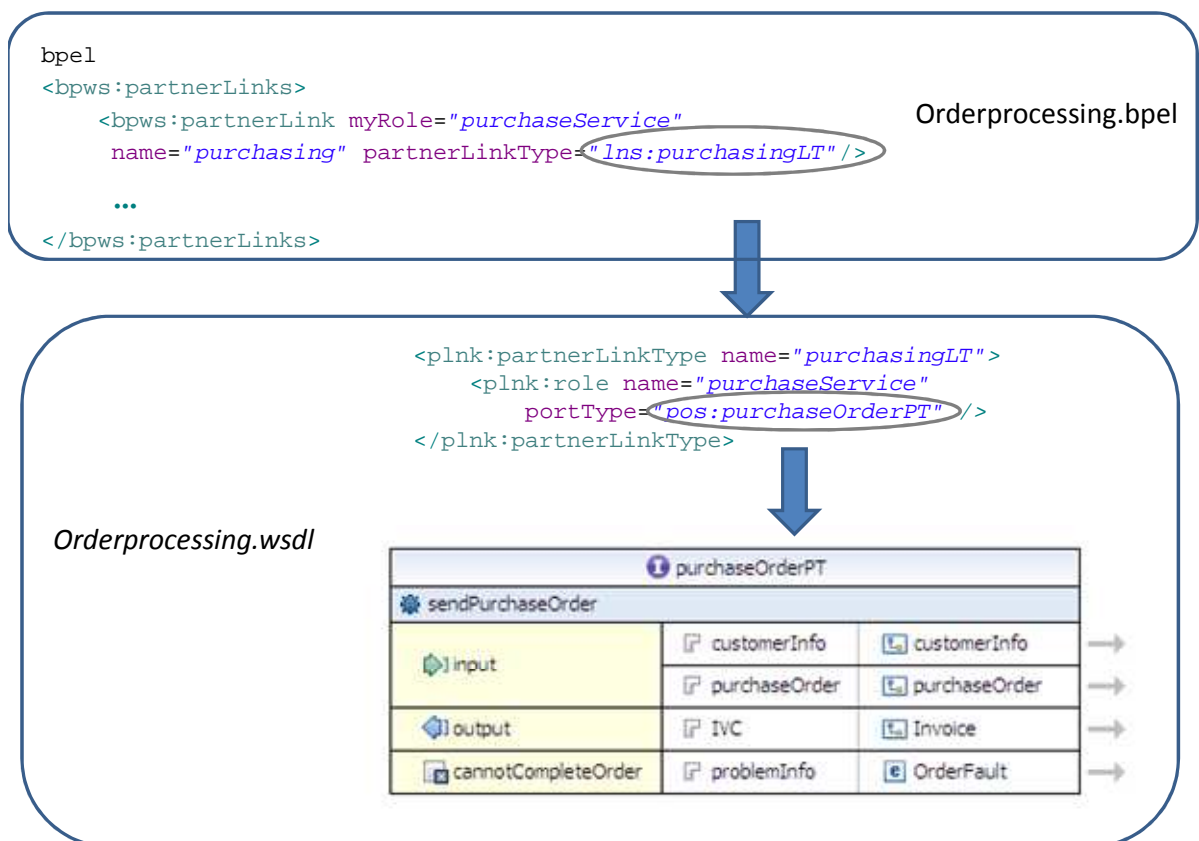 bpel
<bpws:partnerLinks>
<bpws:partnerLink myRole="purchaseService"
name="purchasing" partnerLinkType="lns:purchasingLT"/>
...
</bpws:partnerLinks>
Orderprocessing.bpel
<plnk:partnerLinkType name="purchasingLT">
<plnk:role name="purchaseService"
portType="pos:purchaseOrderPT" />
</plnk:partnerLinkType>
Orderprocessing.wsdl
purchaseOrderPT
sendPurchaseOrder
input
customerInfo customerInfo
purchaseOrder purchaseOrder
output IVC Invoice
cannotCompleteOrder problemInfo OrderFault